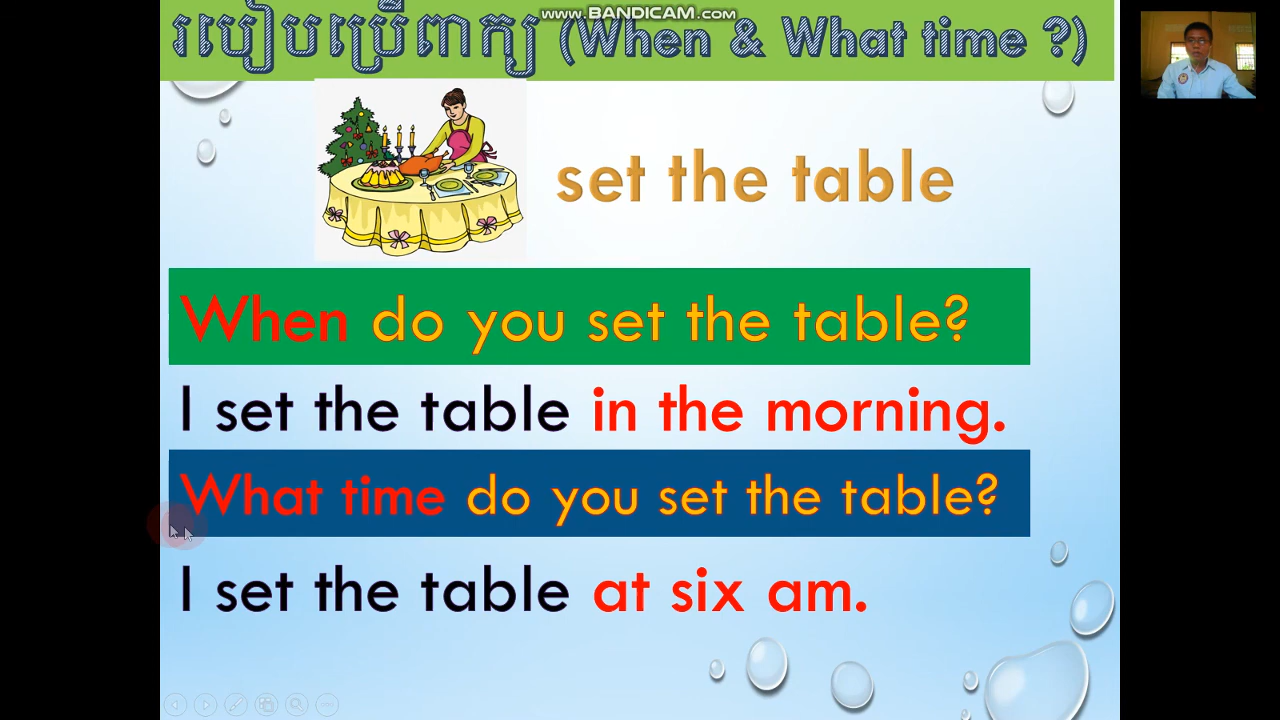 www.BANDICAM.com
របៀបប្រើពាក្យ (When & What time ?)
set the table
When do you set the table?
I set the table in the morning.
What time do you set the table?
I set the table at six am.